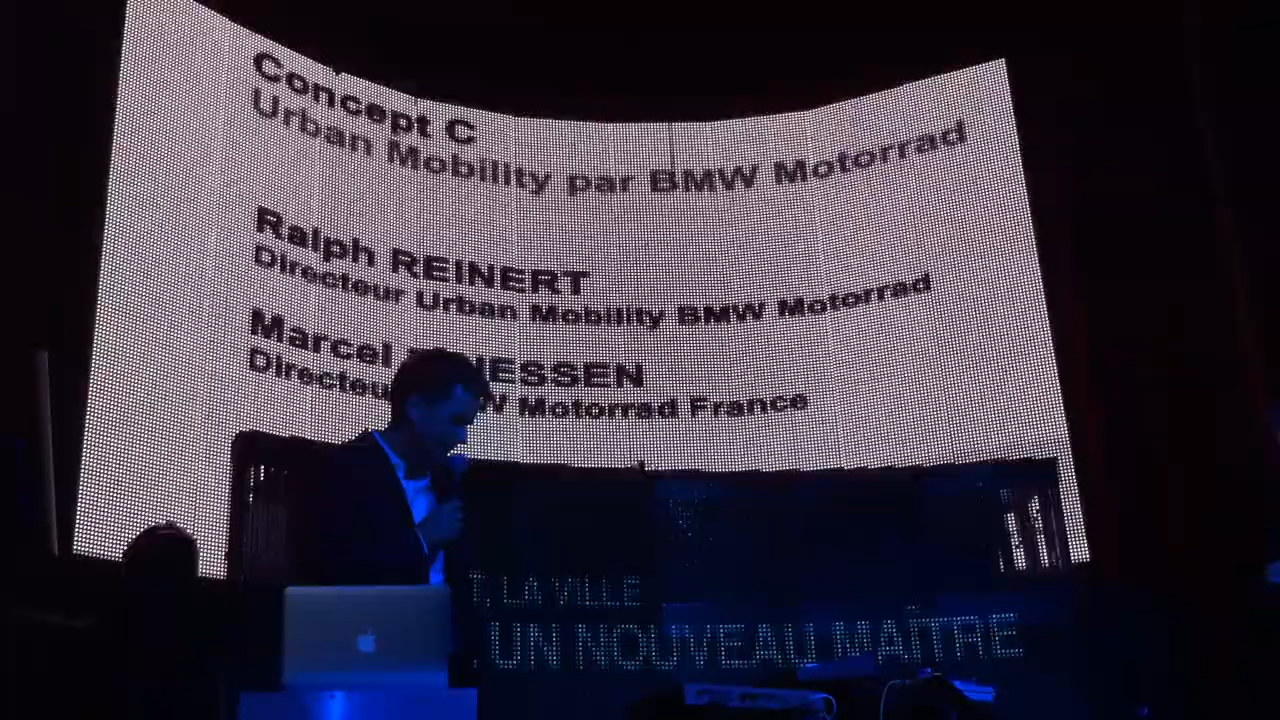 Concept C
Urban Mobility par BMW Motorrad
Ralph REINERT
Directeur Urban Mobility BMW Motorrad
Marcel
Motorrad France
LA VILLE
UN NOUVEAU MAÎTRE